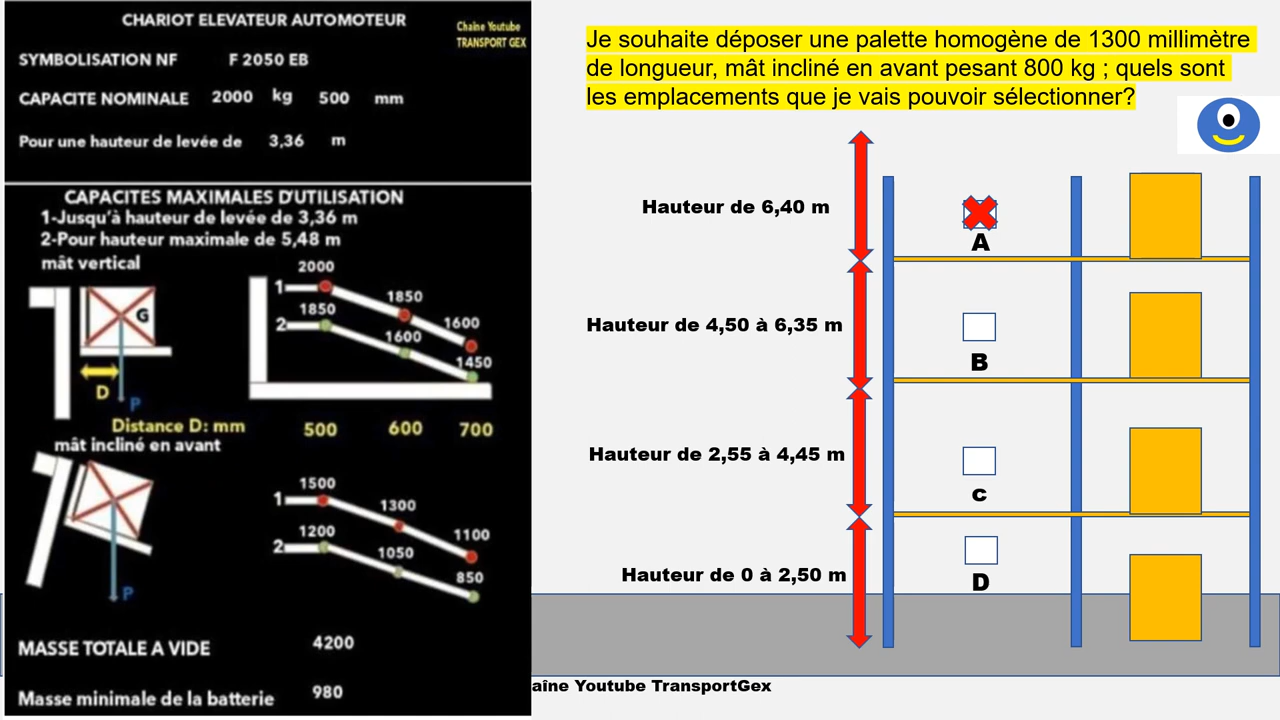 CHARIOT ELEVATEUR AUTOMOTEUR
Chaîne Youtube
TRANSPORT GEX
SYMBOLISATION NF F 2050 EB
CAPACITE NOMINALE 2000 kg 500 mm
Pour une hauteur de levée de 3,36 m
CAPACITES MAXIMALES D'UTILISATION
1-Jusqu'à hauteur de levée de 3,36 m
2-Pour hauteur maximale de 5,48 m
mât vertical
2000
1
1850
1850
1600
2
1600
1450
G
D
P
Distance D: mm 500 600 700
mât incliné en avant
1500
1
1300
1100
1200
2
1050
850
P
MASSE TOTALE A VIDE 4200
Masse minimale de la batterie 980
Je souhaite déposer une palette homogène de 1300 millimètre
de longueur, mât incliné en avant pesant 800 kg ; quels sont
les emplacements que je vais pouvoir sélectionner?
Hauteur de 6,40 m
A
Hauteur de 4,50 à 6,35 m
B
Hauteur de 2,55 à 4,45 m
c
Hauteur de 0 à 2,50 m
D
aîne Youtube TransportGex